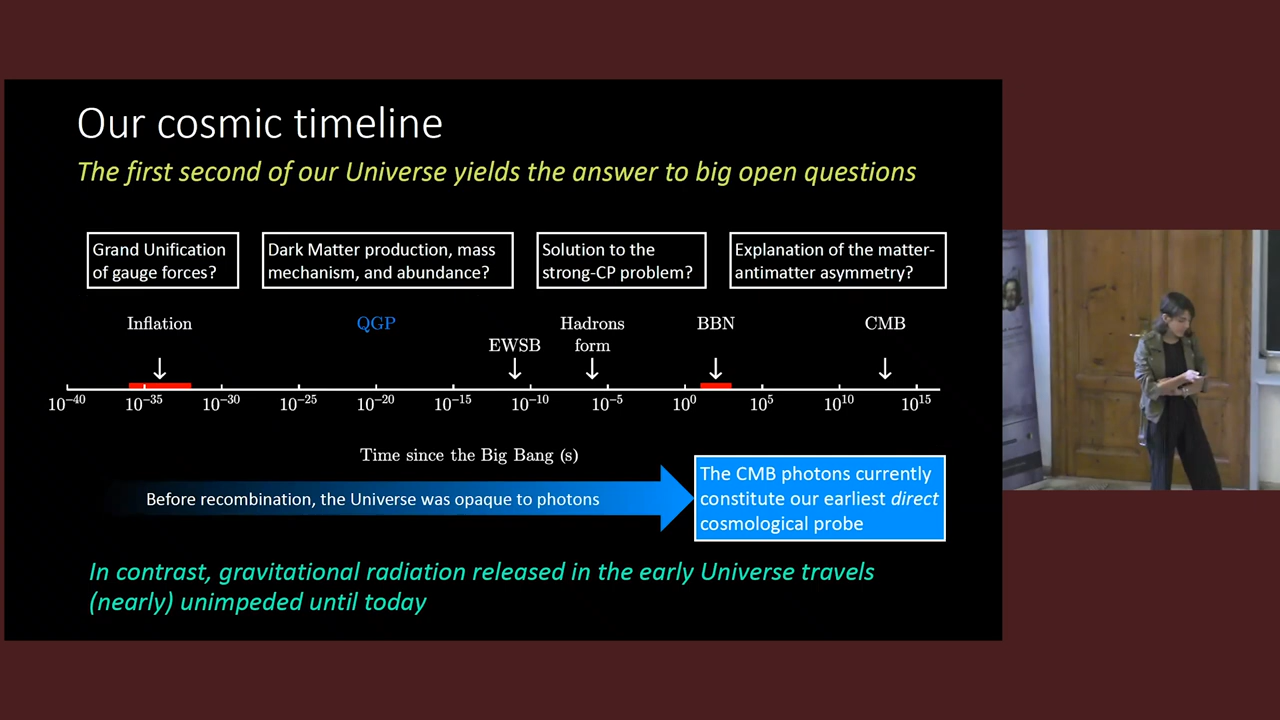 Our cosmic timeline
The first second of our Universe yields the answer to big open questions
Grand Unification
of gauge forces?
Dark Matter production, mass
mechanism, and abundance?
Solution to the
strong-CP problem?
Explanation of the matter-
antimatter asymmetry?
Inflation
QGP
EWSB
Hadrons
form
BBN
CMB
10⁻⁴⁰ 10⁻³⁵ 10⁻³⁰ 10⁻²⁵ 10⁻²⁰ 10⁻¹⁵ 10⁻¹⁰ 10⁻⁵ 10⁰ 10⁵ 10¹⁰ 10¹⁵
Time since the Big Bang (s)
Before recombination, the Universe was opaque to photons
The CMB photons currently
constitute our earliest direct
cosmological probe
In contrast, gravitational radiation released in the early Universe travels
(nearly) unimpeded until today